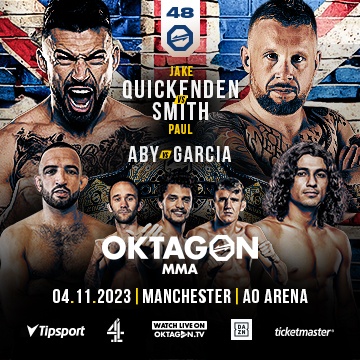 48
JAKE
QUICKENDEN
VS
SMITH
PAUL
ABY VS GARCIA
OKTAGON
MMA
04.11.2023 | MANCHESTER | AO ARENA
Tipsport
4
WATCH LIVE ON
OKTAGON.TV
DAZN
ticketmaster